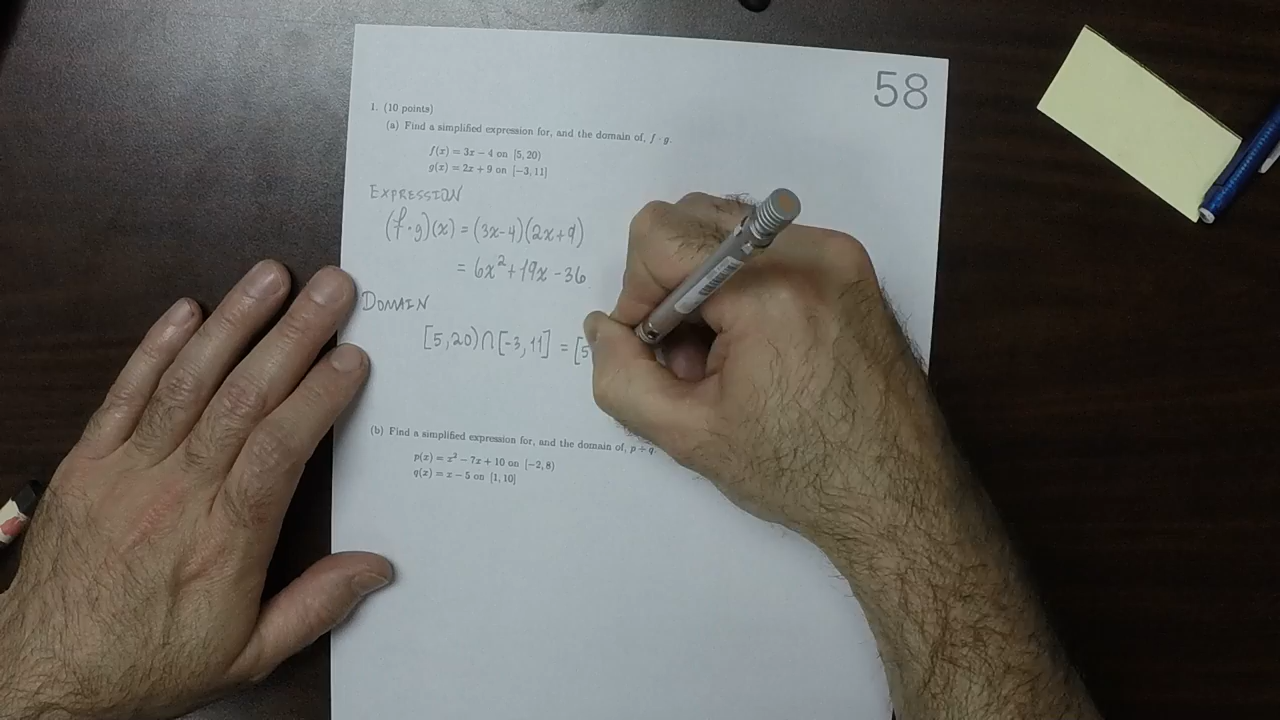 58
1. (10 points)
(a) Find a simplified expression for, and the domain of, f · g.
f(x) = 3x − 4 on [5, 20)
g(x) = 2x + 9 on [−3, 11]
EXPRESSION
(f·g)(x) = (3x-4)(2x+9)
= 6x² + 19x - 36
DOMAIN
[5,20) ∩ [-3,11] = [5
(b) Find a simplified expression for, and the domain of, p ÷ q.
p(x) = x² − 7x + 10 on [−2, 8)
q(x) = x − 5 on [1, 10]